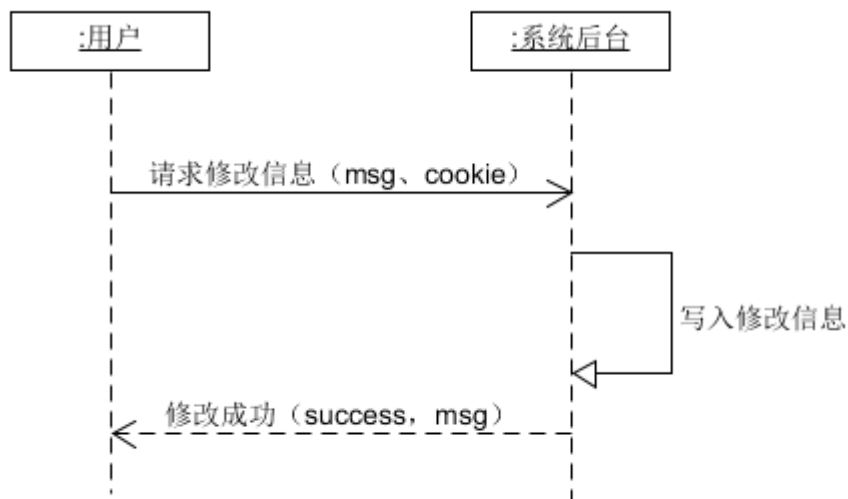 :用户
:系统后台
请求修改信息（msg、cookie）
写入修改信息
修改成功（success，msg）